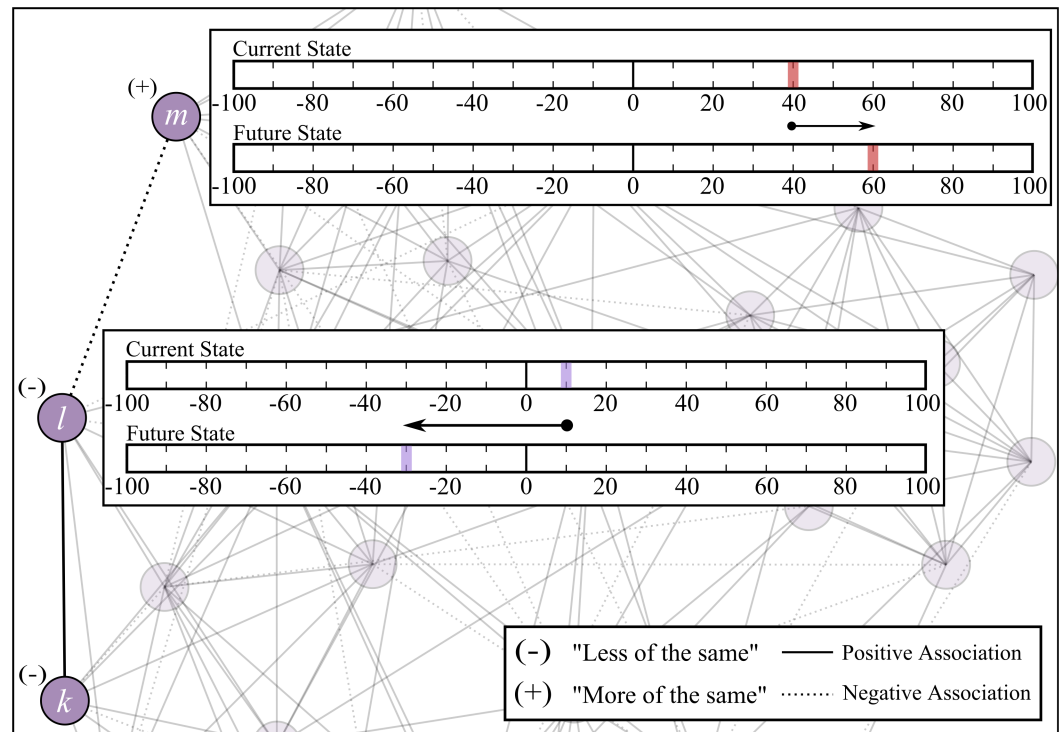 Current State
(+)
-100 -80 -60 -40 -20 0 20 40 60 80 100
m
Future State
-100 -80 -60 -40 -20 0 20 40 60 80 100
Current State
(-)
-100 -80 -60 -40 -20 0 20 40 60 80 100
l
Future State
-100 -80 -60 -40 -20 0 20 40 60 80 100
(-) "Less of the same" Positive Association
(-)
(+) "More of the same" Negative Association
k